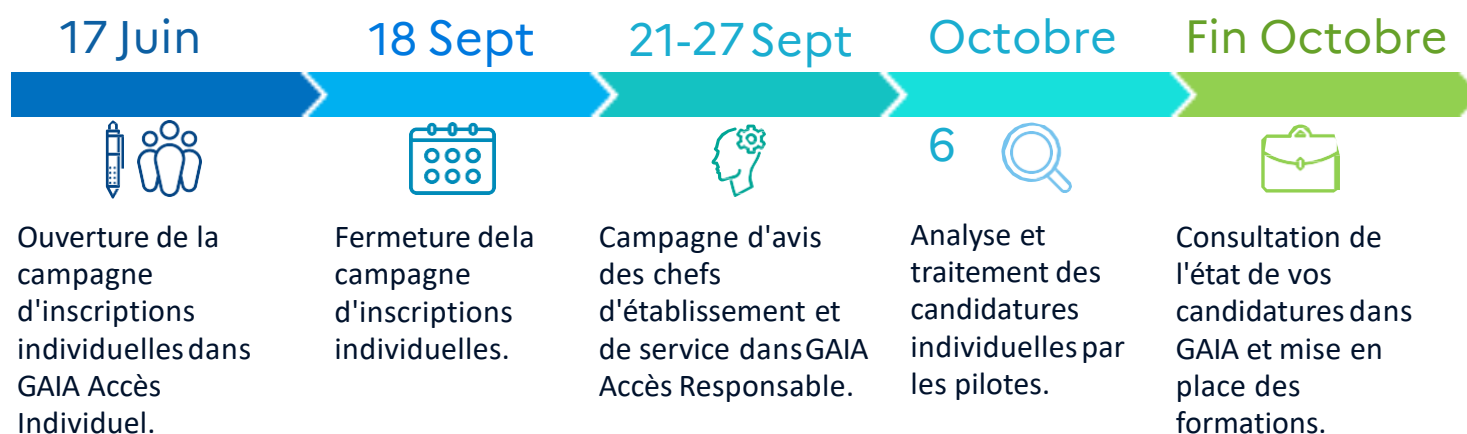 17 Juin
18 Sept
21-27 Sept
Octobre
Fin Octobre
6
Ouverture de la
campagne
d'inscriptions
individuelles dans
GAIA Accès
Individuel.
Fermeture dela
campagne
d'inscriptions
individuelles.
Campagne d'avis
des chefs
d'établissement et
de service dans GAIA
Accès Responsable.
Analyse et
traitement des
candidatures
individuelles par
les pilotes.
Consultation de
l'état de vos
candidatures dans
GAIA et mise en
place des
formations.